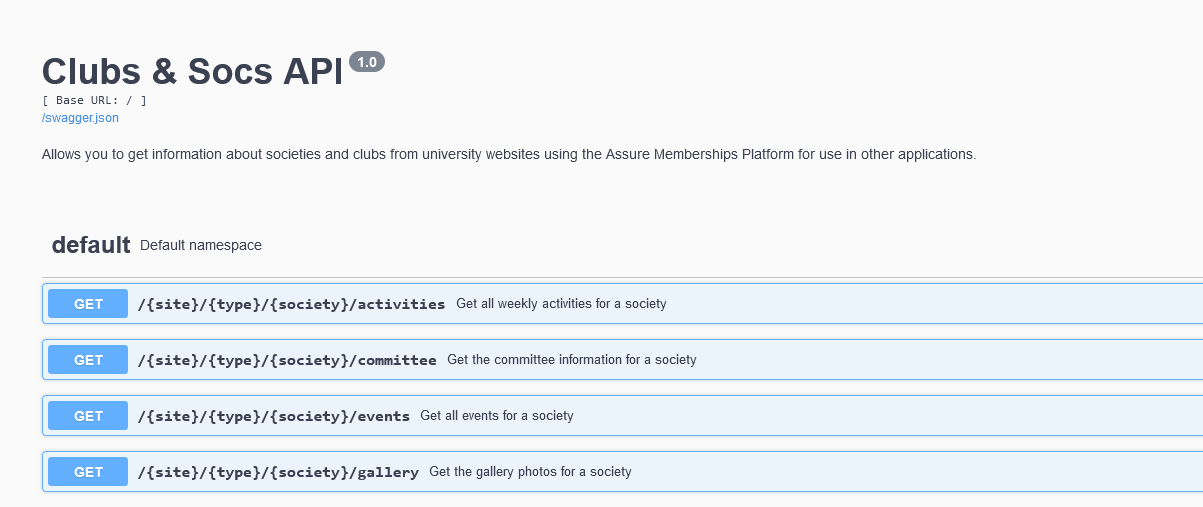 Clubs & Socs API 1.0
[ Base URL: / ]
/swagger.json
Allows you to get information about societies and clubs from university websites using the Assure Memberships Platform for use in other applications.
default Default namespace
GET /{site}/{type}/{society}/activities Get all weekly activities for a society
GET /{site}/{type}/{society}/committee Get the committee information for a society
GET /{site}/{type}/{society}/events Get all events for a society
GET /{site}/{type}/{society}/gallery Get the gallery photos for a society